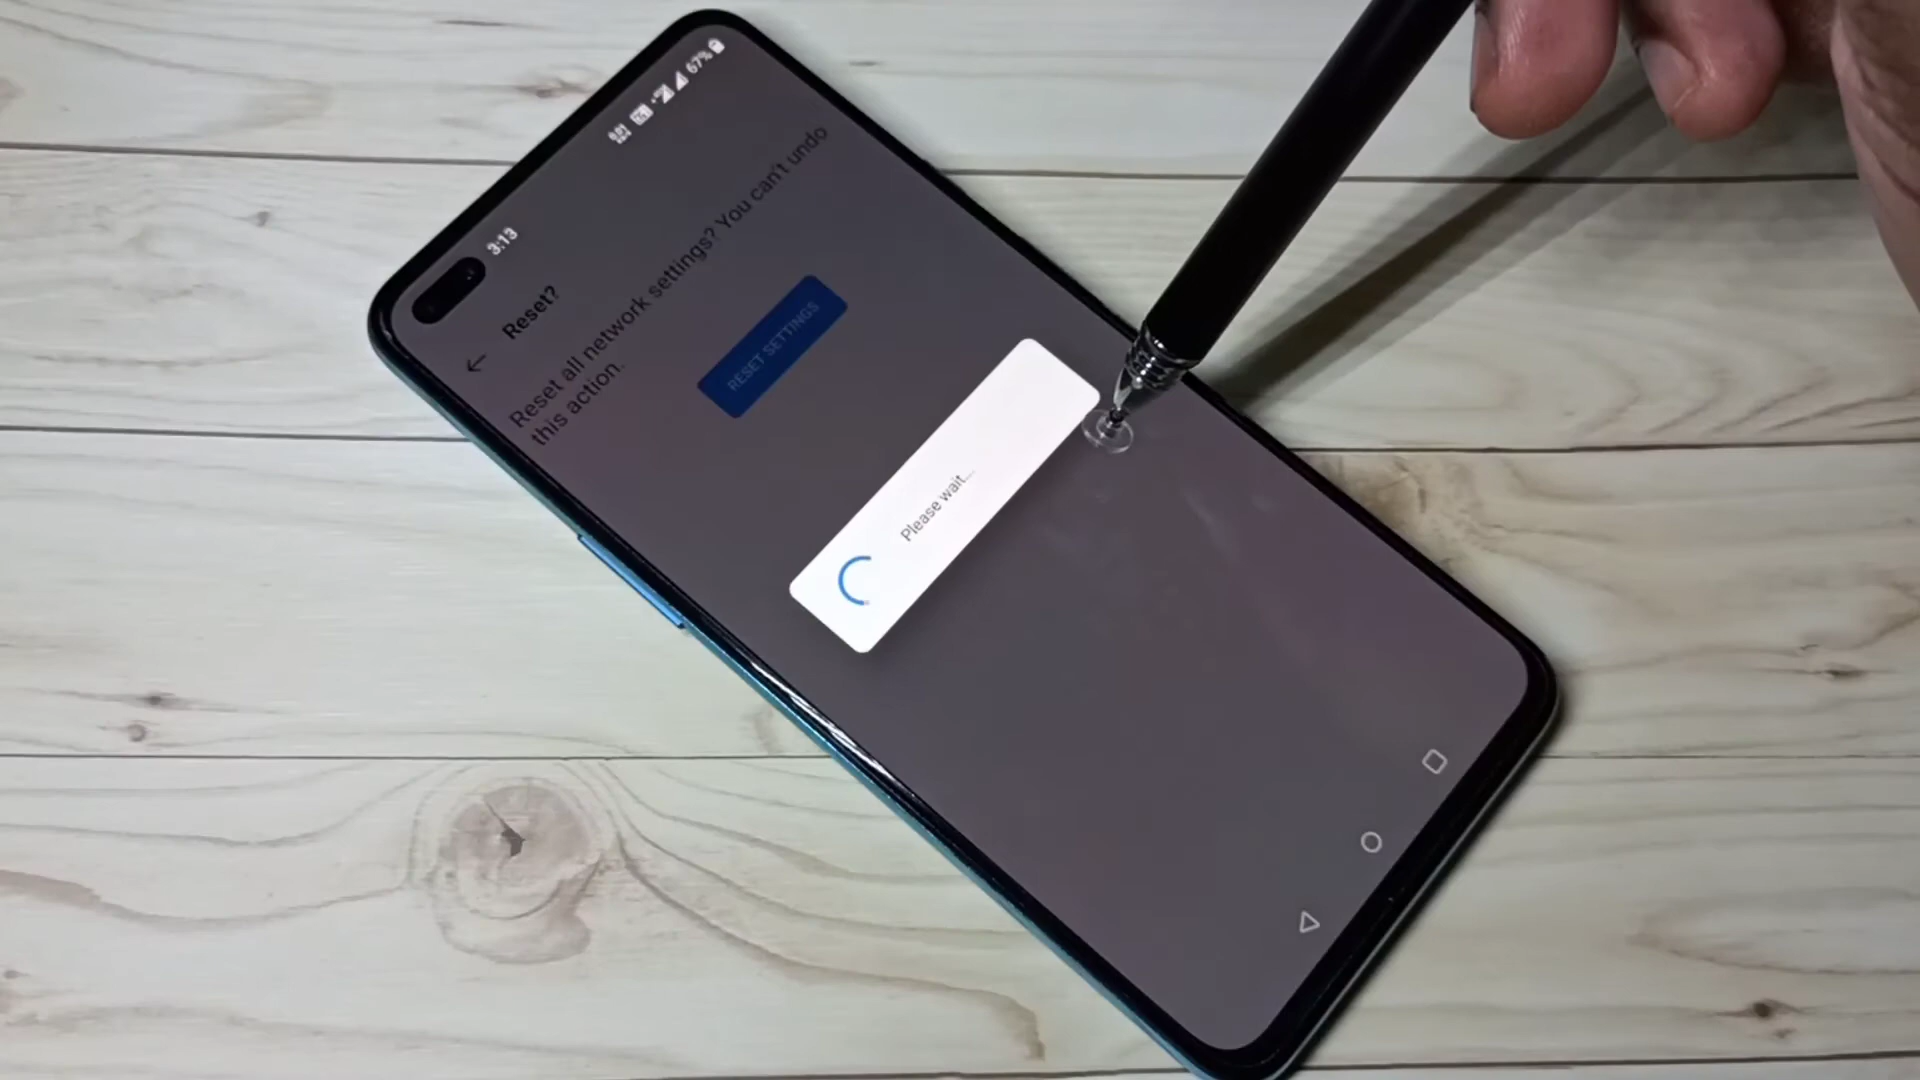 3:13
67%
Reset?
Reset all network settings? You can't undo
this action.
RESET SETTINGS
Please wait...